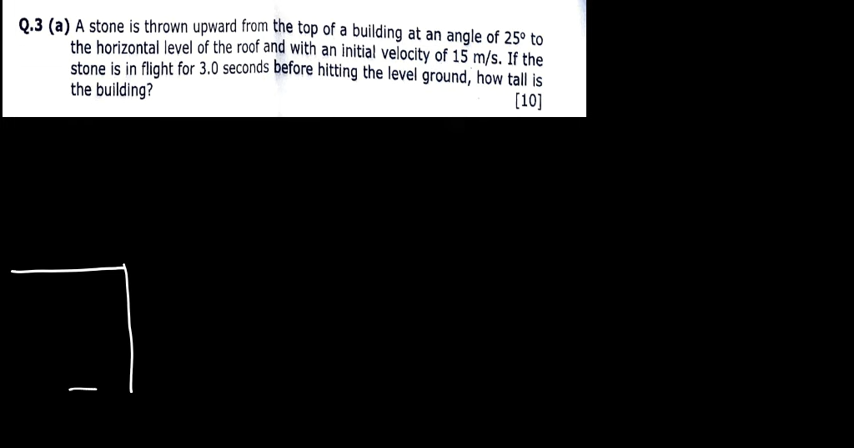 Q.3 (a) A stone is thrown upward from the top of a building at an angle of 25° to
the horizontal level of the roof and with an initial velocity of 15 m/s. If the
stone is in flight for 3.0 seconds before hitting the level ground, how tall is
the building?
[10]